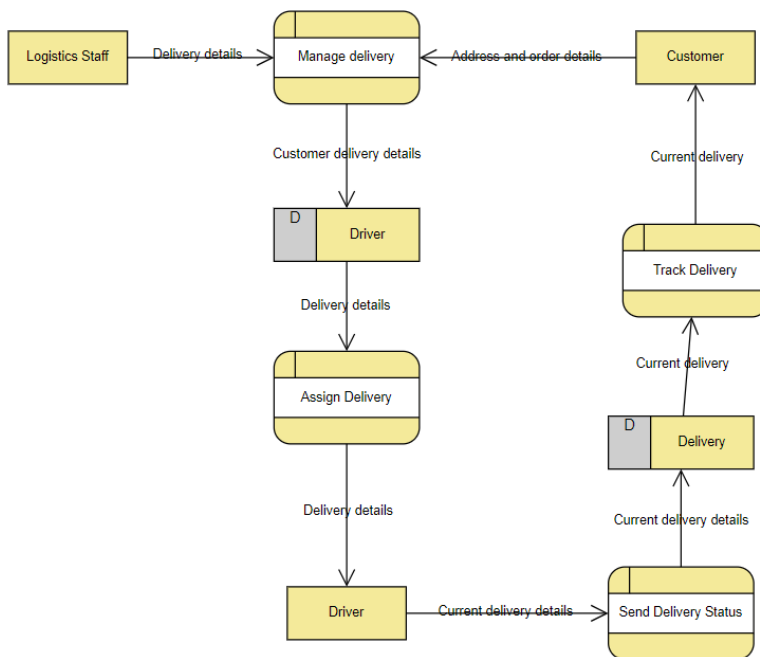 Logistics Staff
Delivery details
Manage delivery
Address and order details
Customer
Customer delivery details
Current delivery
D
Driver
Track Delivery
Delivery details
Current delivery
Assign Delivery
D
Delivery
Delivery details
Current delivery details
Driver
Current delivery details
Send Delivery Status